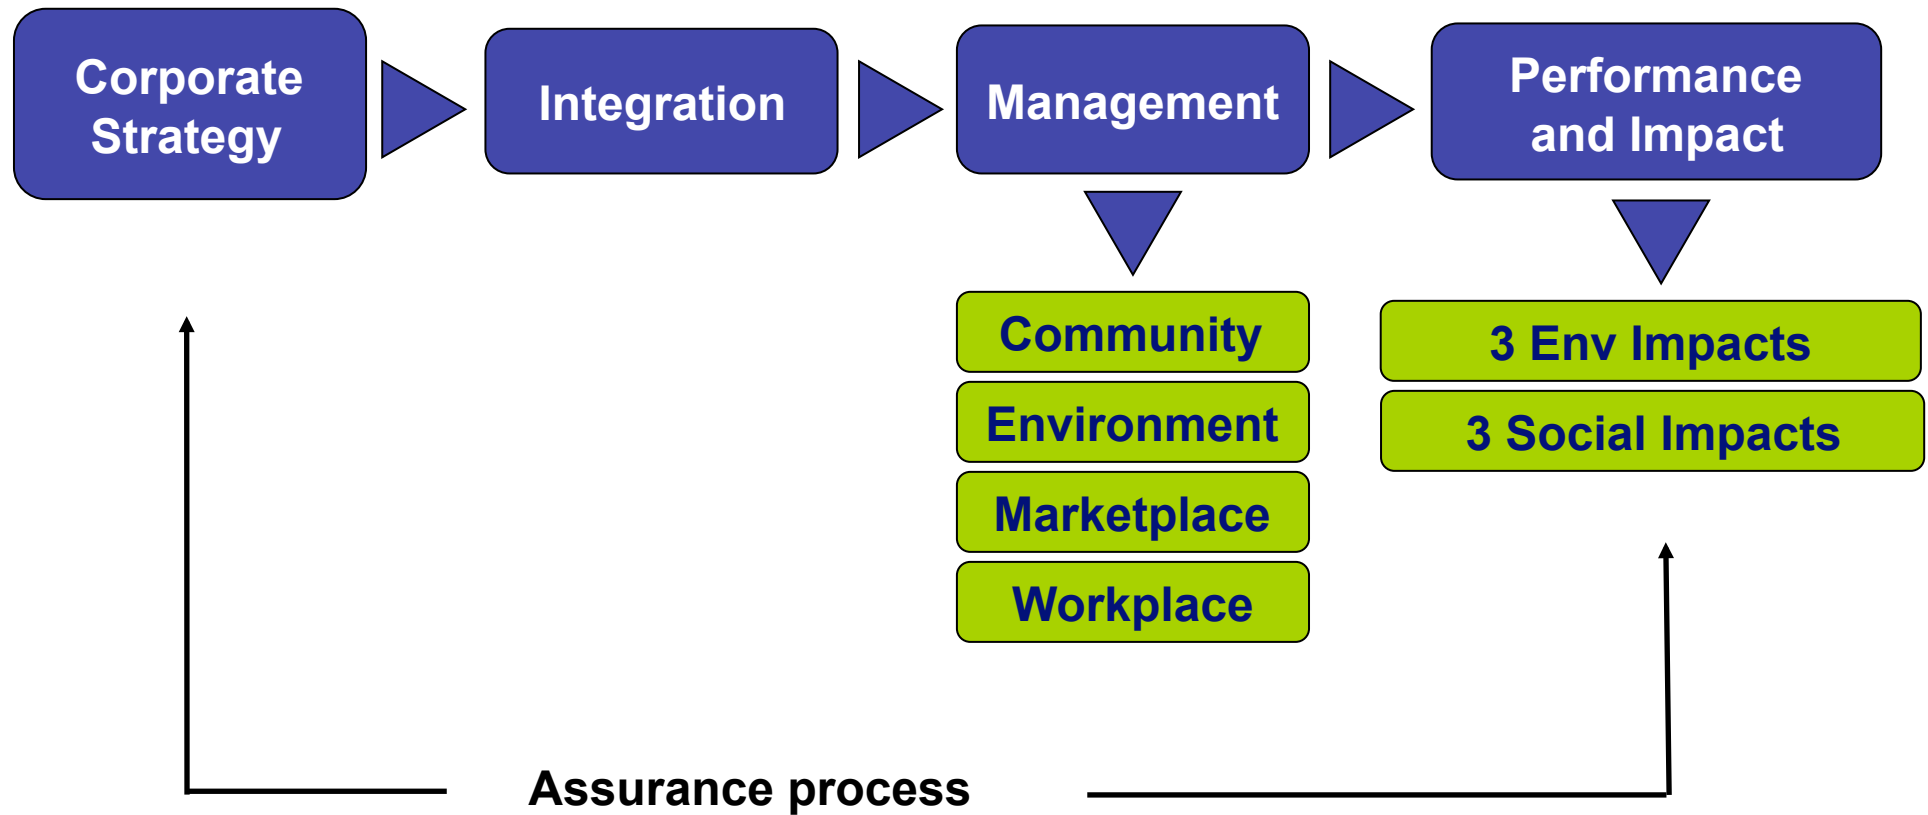 Corporate
Strategy
Integration
Management
Performance
and Impact
Community
Environment
Marketplace
Workplace
3 Env Impacts
3 Social Impacts
Assurance process